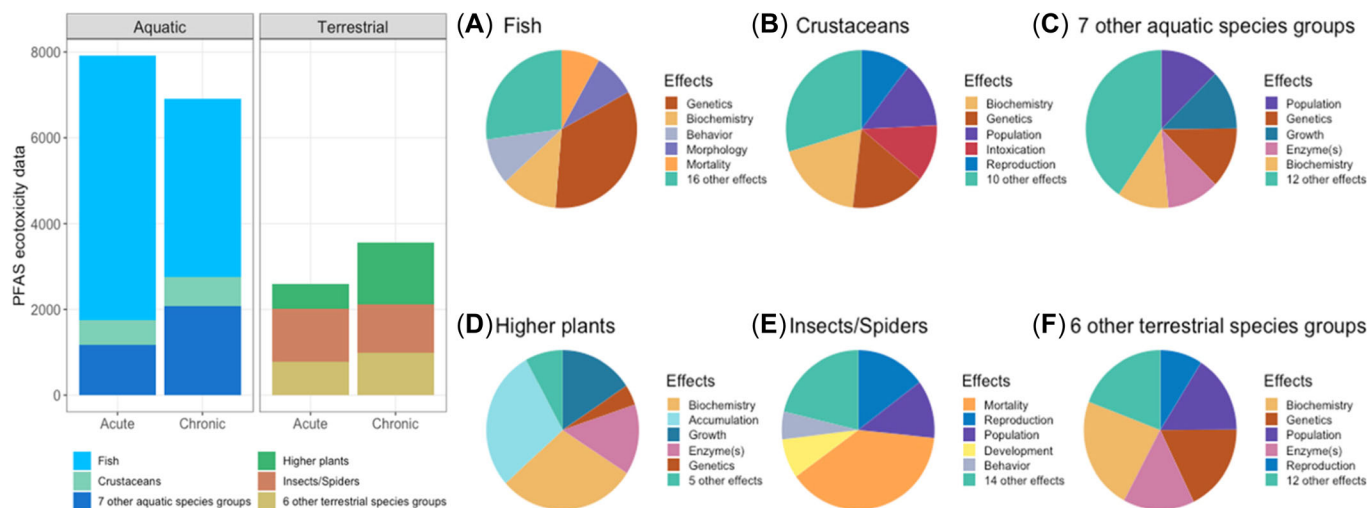 Aquatic
Terrestrial
PFAS ecotoxicity data
8000
6000
4000
2000
0
Acute
Chronic
Acute
Chronic
Fish
Crustaceans
7 other aquatic species groups
Higher plants
Insects/Spiders
6 other terrestrial species groups
(A) Fish
Effects
Genetics
Biochemistry
Behavior
Morphology
Mortality
16 other effects
(B) Crustaceans
Effects
Biochemistry
Genetics
Population
Intoxication
Reproduction
10 other effects
(C) 7 other aquatic species groups
Effects
Population
Genetics
Growth
Enzyme(s)
Biochemistry
12 other effects
(D) Higher plants
Effects
Biochemistry
Accumulation
Growth
Enzyme(s)
Genetics
5 other effects
(E) Insects/Spiders
Effects
Mortality
Reproduction
Population
Development
Behavior
14 other effects
(F) 6 other terrestrial species groups
Effects
Biochemistry
Genetics
Population
Enzyme(s)
Reproduction
12 other effects